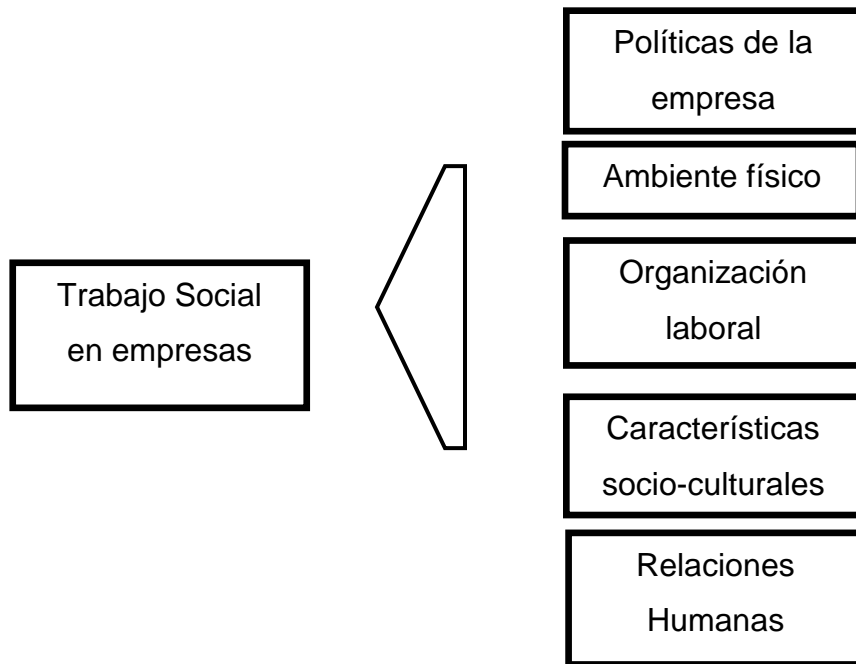 Políticas de la
empresa
Ambiente físico
Trabajo Social
en empresas
Organización
laboral
Características
socio-culturales
Relaciones
Humanas